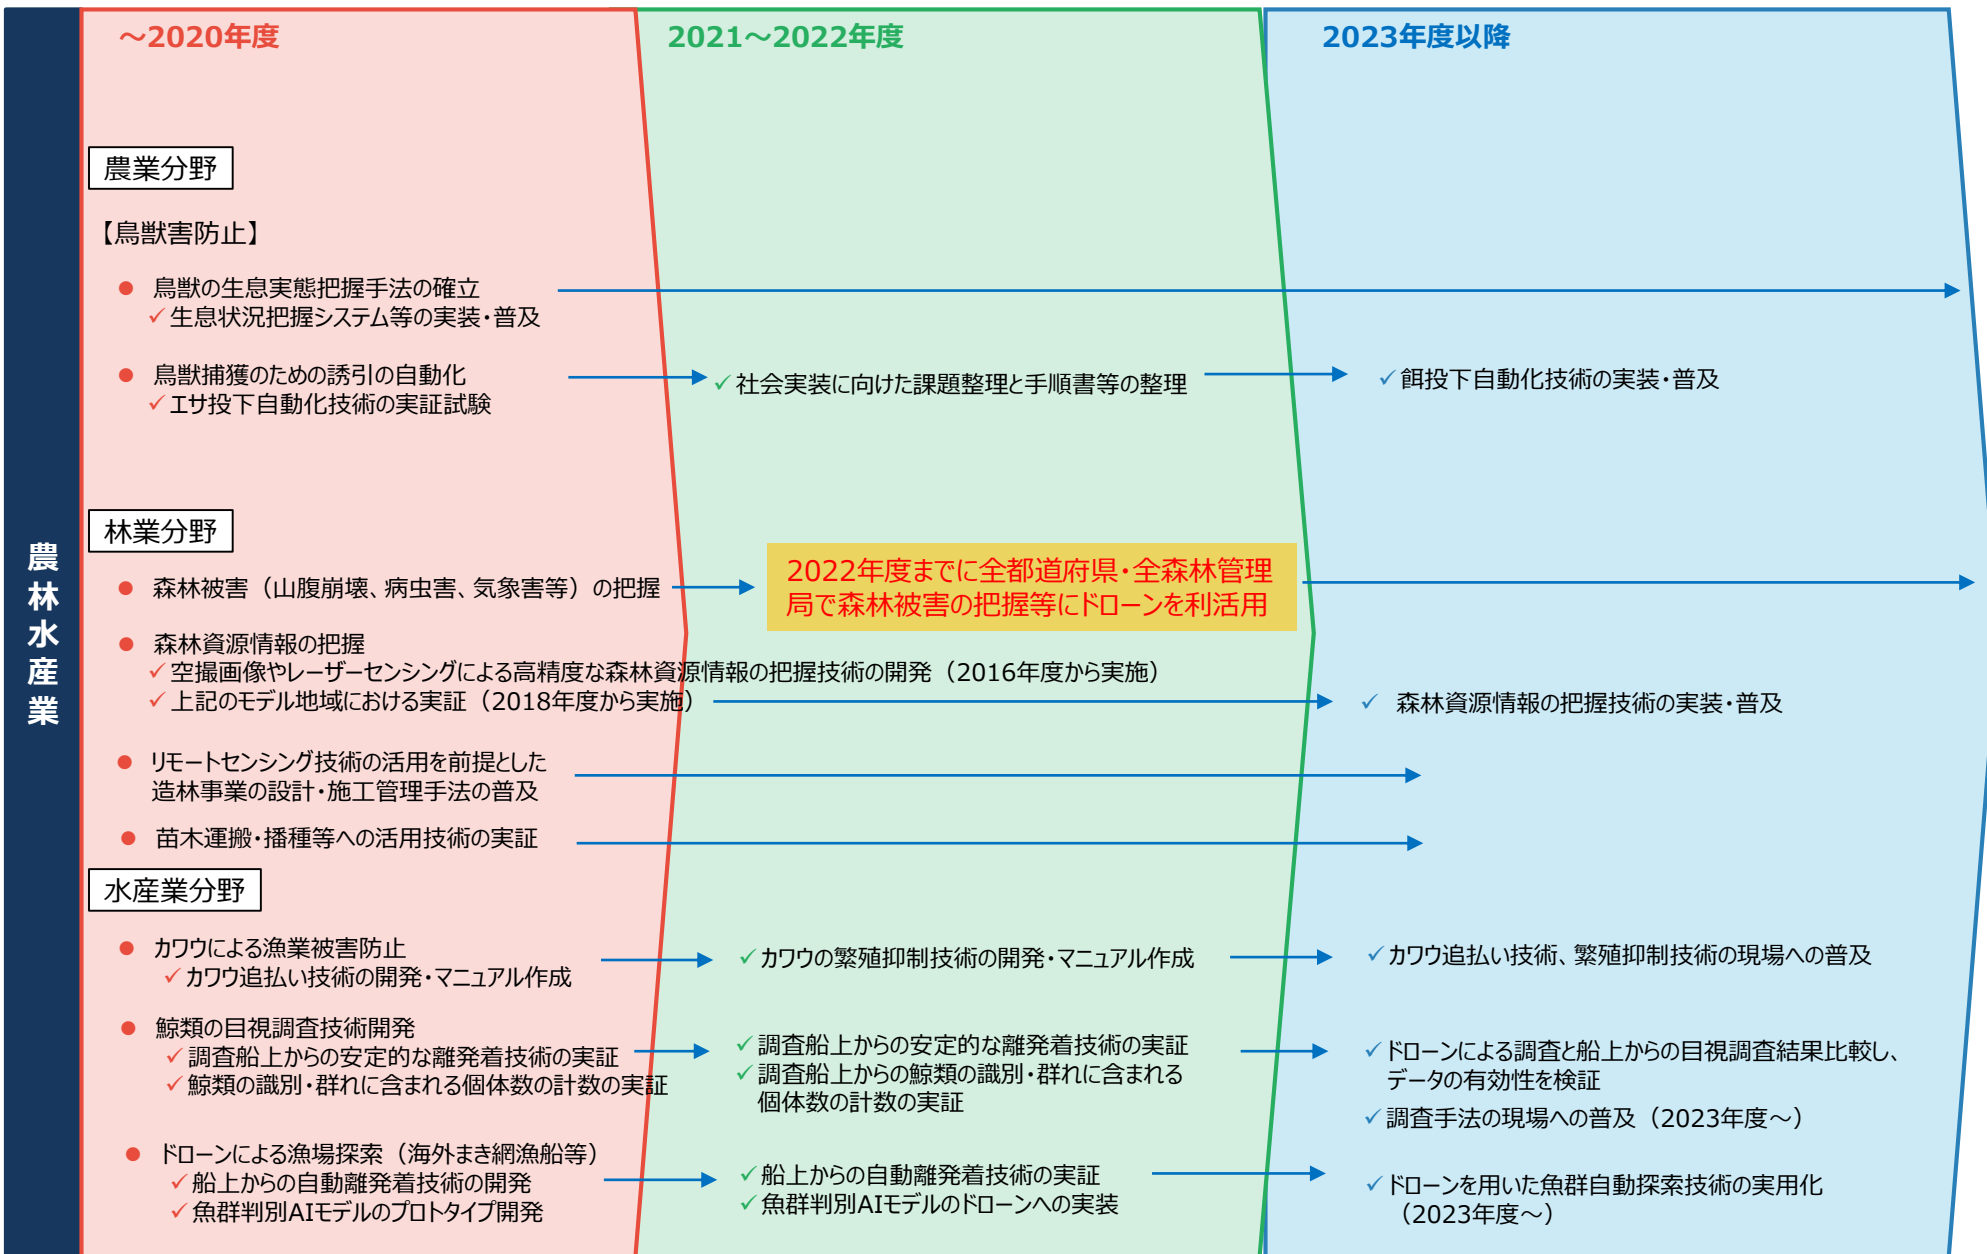 ～2020年度
2021～2022年度
2023年度以降
農林水産業
農業分野
【鳥獣害防止】
● 鳥獣の生息実態把握手法の確立
✓生息状況把握システム等の実装・普及
● 鳥獣捕獲のための誘引の自動化
✓エサ投下自動化技術の実証試験
✓社会実装に向けた課題整理と手順書等の整理
✓餌投下自動化技術の実装・普及
林業分野
● 森林被害（山腹崩壊、病虫害、気象害等）の把握
2022年度までに全都道府県・全森林管理
局で森林被害の把握等にドローンを利活用
● 森林資源情報の把握
✓空撮画像やレーザーセンシングによる高精度な森林資源情報の把握技術の開発（2016年度から実施）
✓上記のモデル地域における実証（2018年度から実施）
✓ 森林資源情報の把握技術の実装・普及
● リモートセンシング技術の活用を前提とした
造林事業の設計・施工管理手法の普及
● 苗木運搬・播種等への活用技術の実証
水産業分野
● カワウによる漁業被害防止
✓カワウ追払い技術の開発・マニュアル作成
✓カワウの繁殖抑制技術の開発・マニュアル作成
✓カワウ追払い技術、繁殖抑制技術の現場への普及
● 鯨類の目視調査技術開発
✓調査船上からの安定的な離発着技術の実証
✓鯨類の識別・群れに含まれる個体数の計数の実証
✓調査船上からの安定的な離発着技術の実証
✓調査船上からの鯨類の識別・群れに含まれる
個体数の計数の実証
✓ドローンによる調査と船上からの目視調査結果比較し、
データの有効性を検証
✓調査手法の現場への普及（2023年度～）
● ドローンによる漁場探索（海外まき網漁船等）
✓船上からの自動離発着技術の開発
✓魚群判別AIモデルのプロトタイプ開発
✓船上からの自動離発着技術の実証
✓魚群判別AIモデルのドローンへの実装
✓ドローンを用いた魚群自動探索技術の実用化
（2023年度～）